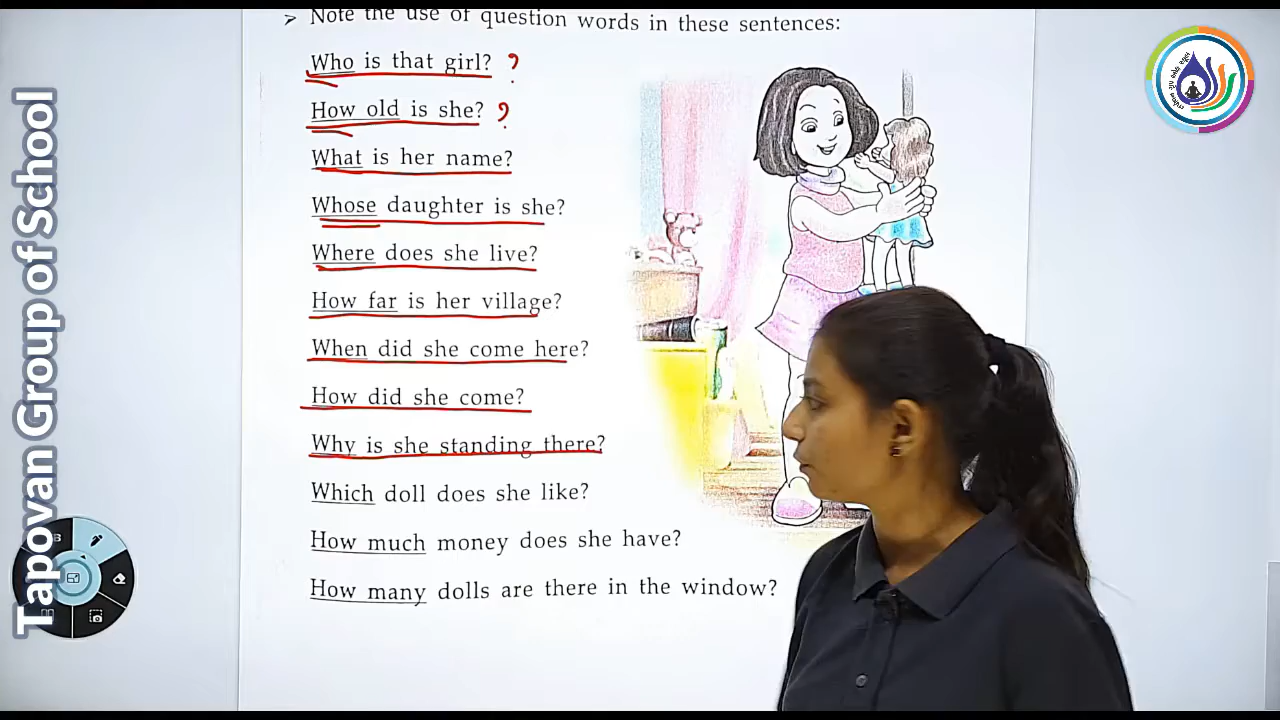 ➢ Note the use of question words in these sentences:
Who is that girl? ?
How old is she? ?
What is her name?
Whose daughter is she?
Where does she live?
How far is her village?
When did she come here?
How did she come?
Why is she standing there?
Which doll does she like?
How much money does she have?
How many dolls are there in the window?
Tapovan Group of School